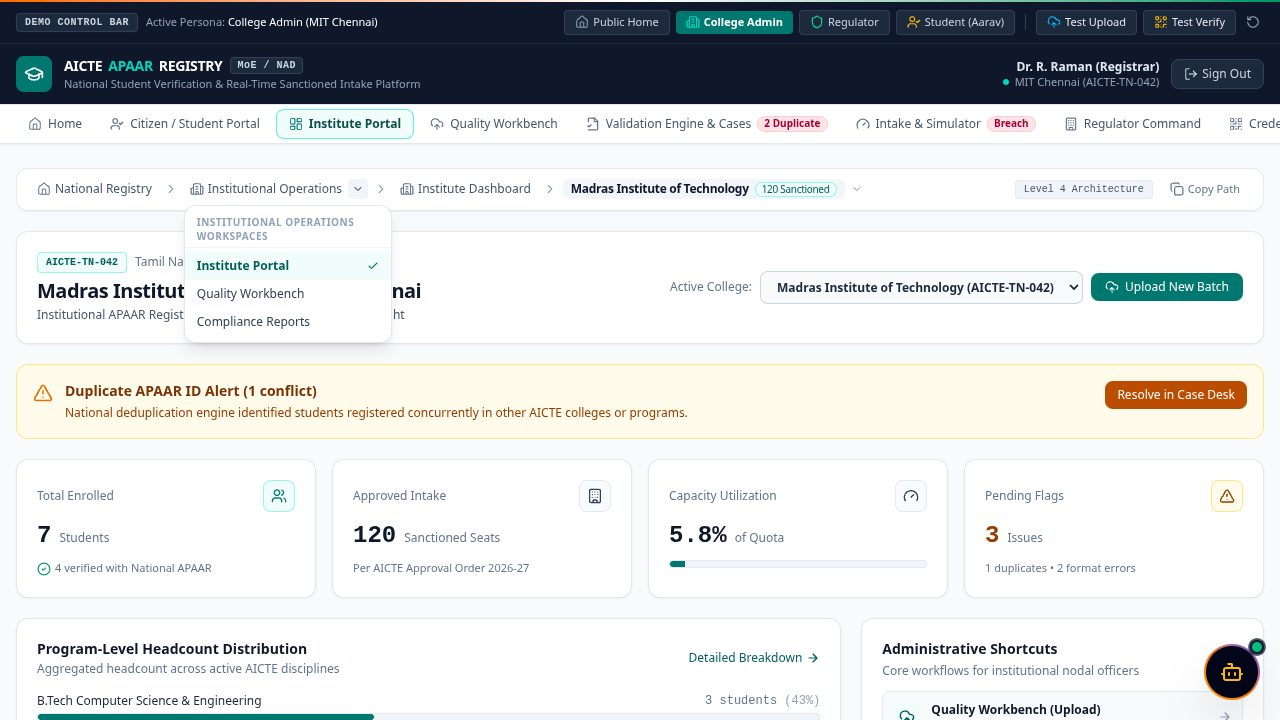 DEMO CONTROL BAR
Active Persona: College Admin (MIT Chennai)
Public Home
College Admin
Regulator
Student (Aarav)
Test Upload
Test Verify
AICTE APAAR REGISTRY
MoE / NAD
National Student Verification & Real-Time Sanctioned Intake Platform
Dr. R. Raman (Registrar)
MIT Chennai (AICTE-TN-042)
Sign Out
Home
Citizen / Student Portal
Institute Portal
Quality Workbench
Validation Engine & Cases
2 Duplicate
Intake & Simulator
Breach
Regulator Command
Crede
National Registry
Institutional Operations
Institute Dashboard
Madras Institute of Technology
120 Sanctioned
Level 4 Architecture
Copy Path
INSTITUTIONAL OPERATIONS
WORKSPACES
Institute Portal
Quality Workbench
Compliance Reports
AICTE-TN-042
Tamil Na
Madras Institut
nai
Institutional APAAR Regist
ht
Active College:
Madras Institute of Technology (AICTE-TN-042)
Upload New Batch
Duplicate APAAR ID Alert (1 conflict)
National deduplication engine identified students registered concurrently in other AICTE colleges or programs.
Resolve in Case Desk
Total Enrolled
7 Students
4 verified with National APAAR
Approved Intake
120 Sanctioned Seats
Per AICTE Approval Order 2026-27
Capacity Utilization
5.8% of Quota
Pending Flags
3 Issues
1 duplicates • 2 format errors
Program-Level Headcount Distribution
Aggregated headcount across active AICTE disciplines
Detailed Breakdown
B.Tech Computer Science & Engineering
3 students (43%)
Administrative Shortcuts
Core workflows for institutional nodal officers
Quality Workbench (Upload)